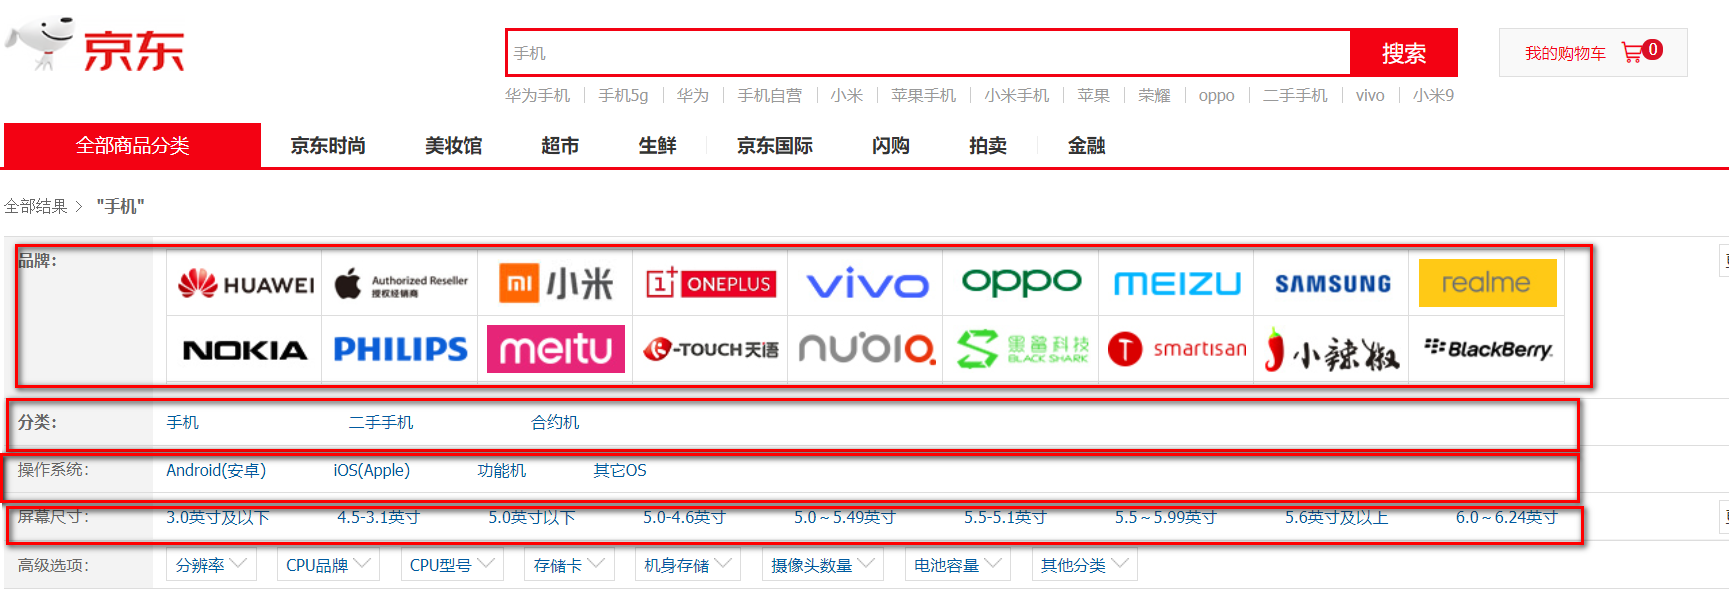 京东
手机 搜索 我的购物车 0
华为手机 手机5g 华为 手机自营 小米 苹果手机 小米手机 苹果 荣耀 oppo 二手手机 vivo 小米9
全部商品分类 京东时尚 美妆馆 超市 生鲜 京东国际 闪购 拍卖 金融
全部结果 > "手机"
品牌：
HUAWEI Authorized Reseller 授权经销商 mi 小米 1+ ONEPLUS vivo oppo MEIZU SAMSUNG realme
NOKIA PHILIPS meitu K-TOUCH天语 nubia 黑鲨科技 BLACK SHARK T smartisan 小辣椒 BlackBerry.
分类： 手机 二手手机 合约机
操作系统： Android(安卓) iOS(Apple) 功能机 其它OS
屏幕尺寸： 3.0英寸及以下 4.5-3.1英寸 5.0英寸以下 5.0-4.6英寸 5.0～5.49英寸 5.5-5.1英寸 5.5～5.99英寸 5.6英寸及以上 6.0～6.24英寸
高级选项： 分辨率 CPU品牌 CPU型号 存储卡 机身存储 摄像头数量 电池容量 其他分类